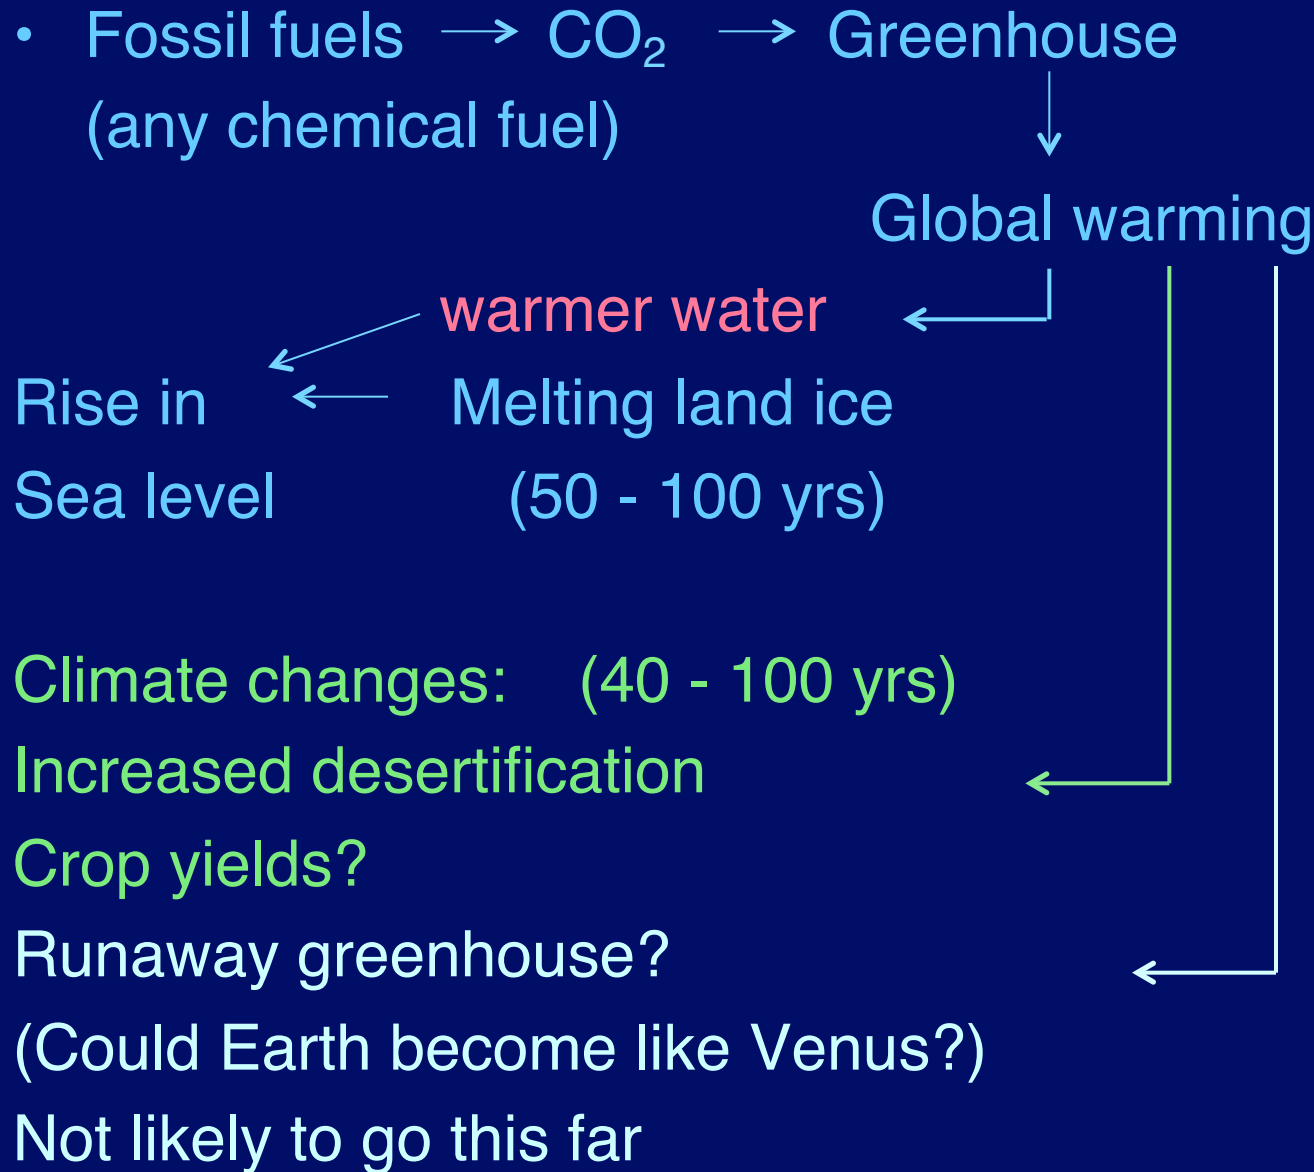 • Fossil fuels → CO₂ → Greenhouse
(any chemical fuel)
Global warming
warmer water
Rise in ← Melting land ice
Sea level (50 - 100 yrs)
Climate changes: (40 - 100 yrs)
Increased desertification
Crop yields?
Runaway greenhouse?
(Could Earth become like Venus?)
Not likely to go this far